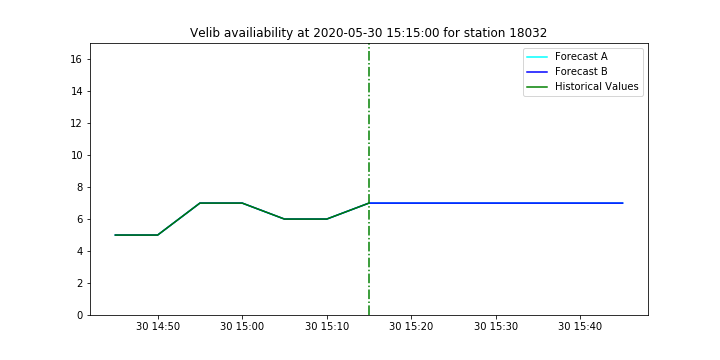 Velib availiability at 2020-05-30 15:15:00 for station 18032
16
14
12
10
8
6
4
2
0
Forecast A
Forecast B
Historical Values
30 14:50 30 15:00 30 15:10 30 15:20 30 15:30 30 15:40